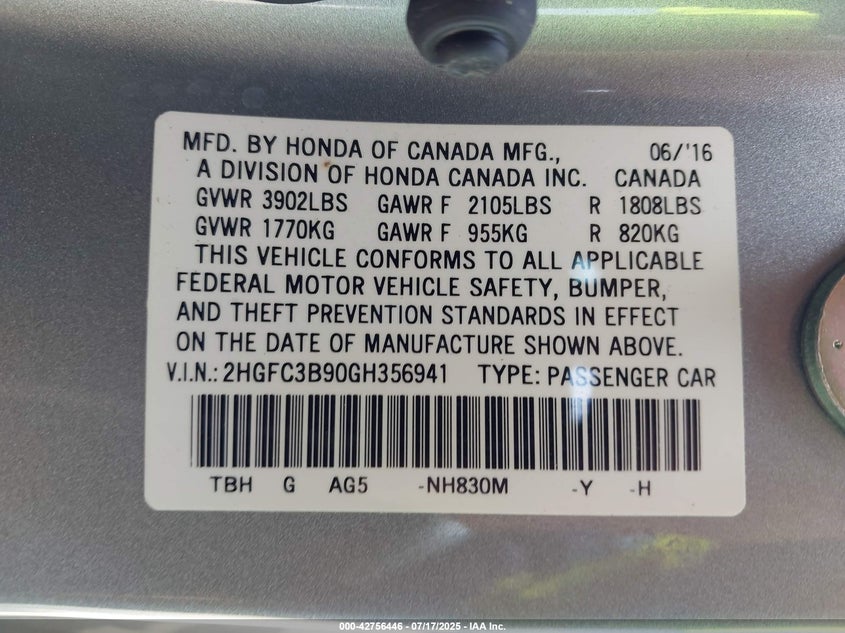 MFD. BY HONDA OF CANADA MFG., 06/'16
A DIVISION OF HONDA CANADA INC. CANADA
GVWR 3902LBS GAWR F 2105LBS R 1808LBS
GVWR 1770KG GAWR F 955KG R 820KG
THIS VEHICLE CONFORMS TO ALL APPLICABLE
FEDERAL MOTOR VEHICLE SAFETY, BUMPER,
AND THEFT PREVENTION STANDARDS IN EFFECT
ON THE DATE OF MANUFACTURE SHOWN ABOVE.
V.I.N.: 2HGFC3B90GH356941 TYPE: PASSENGER CAR
TBH G AG5 -NH830M -Y -H
000-42756446 - 07/17/2025 - IAA Inc.